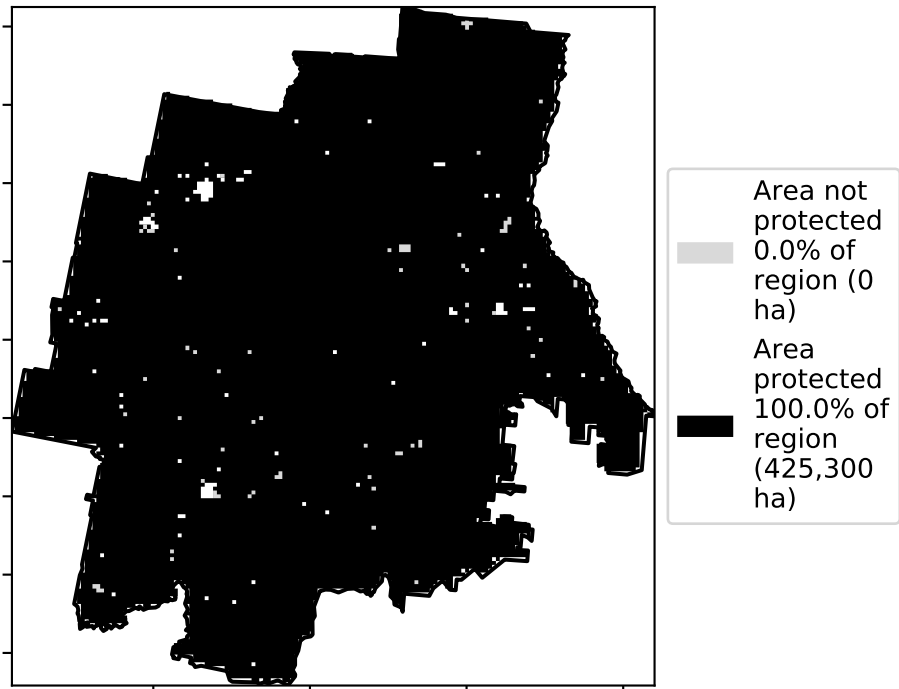 Area not
protected
0.0% of
region (0
ha)
Area
protected
100.0% of
region
(425,300
ha)